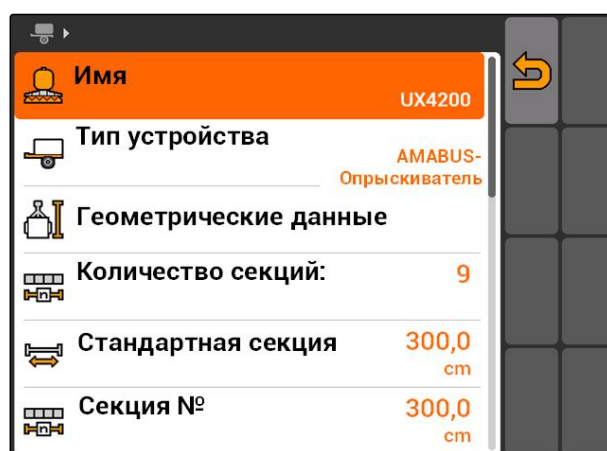 Имя
UX4200
Тип устройства
AMABUS-
Опрыскиватель
Геометрические данные
Количество секций:
9
n
Стандартная секция
300,0
cm
Секция №
300,0
cm
n